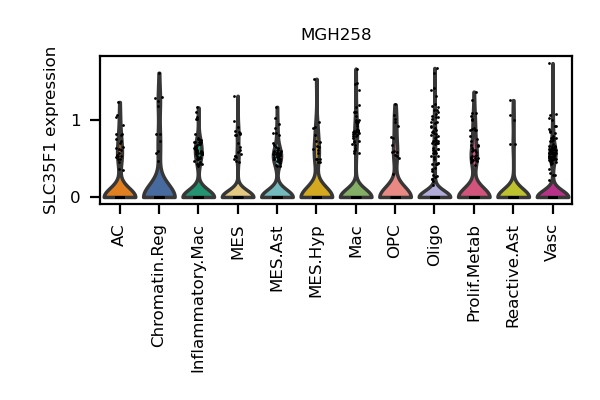 MGH258
SLC35F1 expression
1
0
AC
Chromatin.Reg
Inflammatory.Mac
MES
MES.Ast
MES.Hyp
Mac
OPC
Oligo
Prolif.Metab
Reactive.Ast
Vasc